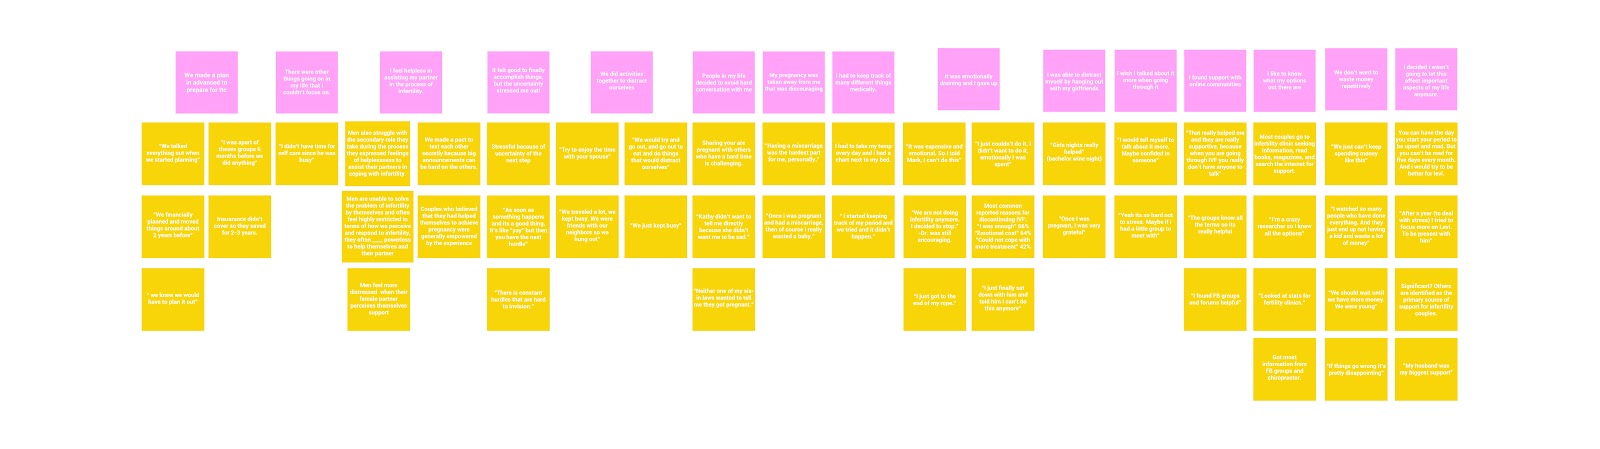 We made a plan
in advanced to
prepare for ttc
There were other
things going on in
my life that I
couldn't focus on.
I feel helpless in
assisting my partner
in the process of
infertility.
It felt good to finally
accomplish things,
but the uncertainty
stressed me out!
We did activities
together to distract
ourselves
People is my life
decided to avoid hard
conversation with me
My pregnancy was
taken away from me
that was discouraging
I had to keep track of
many different things
medically.
It was emotionally
draining and I gave up
I was able to distract
myself by hanging out
with my girlfriends.
I wish I talked about it
more when going
through it.
I found support with
online communities
I like to know
what my options
out there are
We don't want to
waste money
repetitively
I decided I wasn't
going to let this
affect important
aspects of my life
anymore
"We talked
everything out when
we started planning"
"I was apart of
theses groups 6
months before we
did anything"
"I didn't have time for
self care since he was
busy"
Men also struggle with
the secondary role they
take during the process
they expressed feelings
of helplessness to
assist their partners in
coping with infertility.
We made a pact to
text each other
secretly because big
announcements can
be hard on the others.
Stressful because of
uncertainty of the
next step
"Try to enjoy the time
with your spouse"
"We would try and
go out, and go out to
eat and do things
that would distract
ourselves"
Sharing your are
pregnant with others
who have a hard time
is challenging.
"Having a miscarriage
was the hardest part
for me, personally."
I had to take my temp
every day and i had a
chart next to my bed.
"It was expensive and
emotional. So I told
Mark, I can't do this"
"I just couldn't do it, I
didn't want to do it,
emotionally I was
spent"
"Girls nights really
helped"
(bachelor wine night)
"I would tell myself to
talk about it more.
Maybe confided in
someone"
"That really helped me
and they are really
supportive, because
when you are going
through IVF you really
don't have anyone to
talk"
Most couples go to
infertility clinic seeking
information, read
books, magazines, and
search the internet for
support.
"We just can't keep
spending money
like this"
You can have the day
you start your period to
be upset and mad. But
you can't be mad for
five days every month.
And I would try to be
better for levi.
"We financially
planned and moved
things around about
2 years before"
Insurance didn't
cover so they saved
for 2-3 years.
Men are unable to solve
the problem of infertility
by themselves and often
feel highly restricted in
terms of how we perceive
and respond to infertility,
they often ____ powerless
to help themselves and
their partner
Couples who believed
that they had helped
themselves to achieve
pregnancy were
generally empowered
by the experience
"As soon as
something happens
and its a good thing,
it's like "yay" but then
you have the next
hurdle"
"We traveled a lot, we
kept busy. We were
friends with our
neighbors so we
hung out"
"We just kept busy"
"Kathy didn't want to
tell me directly
because she didn't
want me to be sad."
"Once I was pregnant
and had a miscarriage,
then of course i really
wanted a baby."
"I started keeping
track of my period and
we tried and it didn't
happen."
"We are not doing
infertility anymore.
I decided to stop."
-Dr. was still
encouraging.
Most common
reported reasons for
discontinuing IVF:
"I was enough" 66%
"Emotional cost" 64%
"Could not cope with
more treatment" 42%
"Once I was
pregnant, I was very
grateful"
"Yeah its so hard not
to stress. Maybe if i
had a little group to
meet with"
"The groups know all
the terms so its
really helpful
"I'm a crazy
researcher so I knew
all the options"
"I watched so many
people who have done
everything. And they
just end up not having
a kid and waste a lot
of money"
"After a year (to deal
with stress) I tried to
focus more on Levi.
To be present with
him"
" we knew we would
have to plan it out"
Men feel more
distressed when their
female partner
perceives themselves
support
"There is constant
hurdles that are hard
to invision."
"Neither one of my sis-
in laws wanted to tell
me they got pregnant."
"I just got to the
end of my rope."
"I just finally sat
down with him and
told him I can't do
this anymore"
"I found FB groups
and forums helpful"
"Looked at stats for
fertility clinics."
"We should wait until
we have more money.
We were young"
Significant? Others
are identified as the
primary source of
support for infertility
couples.
Got most
information from
FB groups and
chiropractor.
"If things go wrong it's
pretty disappointing"
"My husband was
my biggest support"